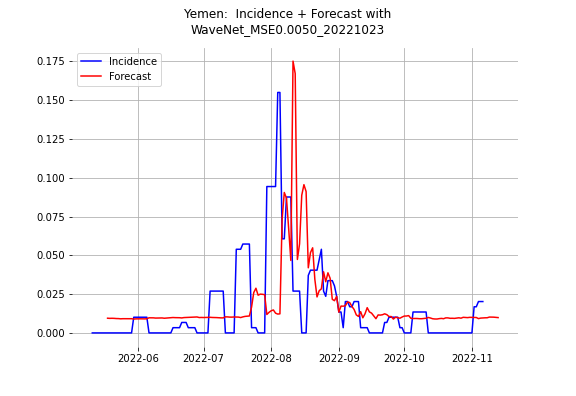 Yemen:  Incidence + Forecast with
WaveNet_MSE0.0050_20221023
Incidence
Forecast
0.175
0.150
0.125
0.100
0.075
0.050
0.025
0.000
2022-06 2022-07 2022-08 2022-09 2022-10 2022-11